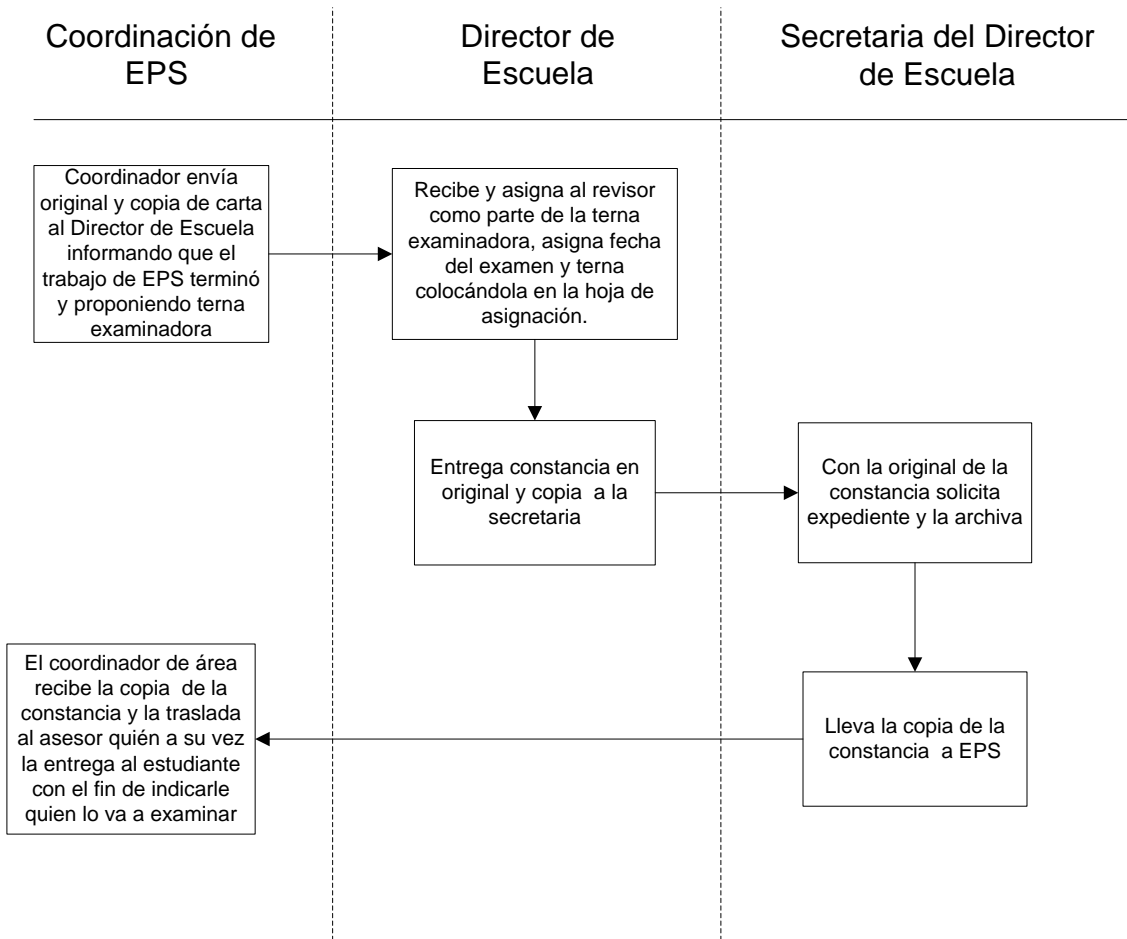 Coordinación de
EPS
Director de
Escuela
Secretaria del Director
de Escuela
Coordinador envía
original y copia de carta
al Director de Escuela
informando que el
trabajo de EPS terminó
y proponiendo terna
examinadora
Recibe y asigna al revisor
como parte de la terna
examinadora, asigna fecha
del examen y terna
colocándola en la hoja de
asignación.
Entrega constancia en
original y copia a la
secretaria
Con la original de la
constancia solicita
expediente y la archiva
Lleva la copia de la
constancia a EPS
El coordinador de área
recibe la copia de la
constancia y la traslada
al asesor quién a su vez
la entrega al estudiante
con el fin de indicarle
quien lo va a examinar